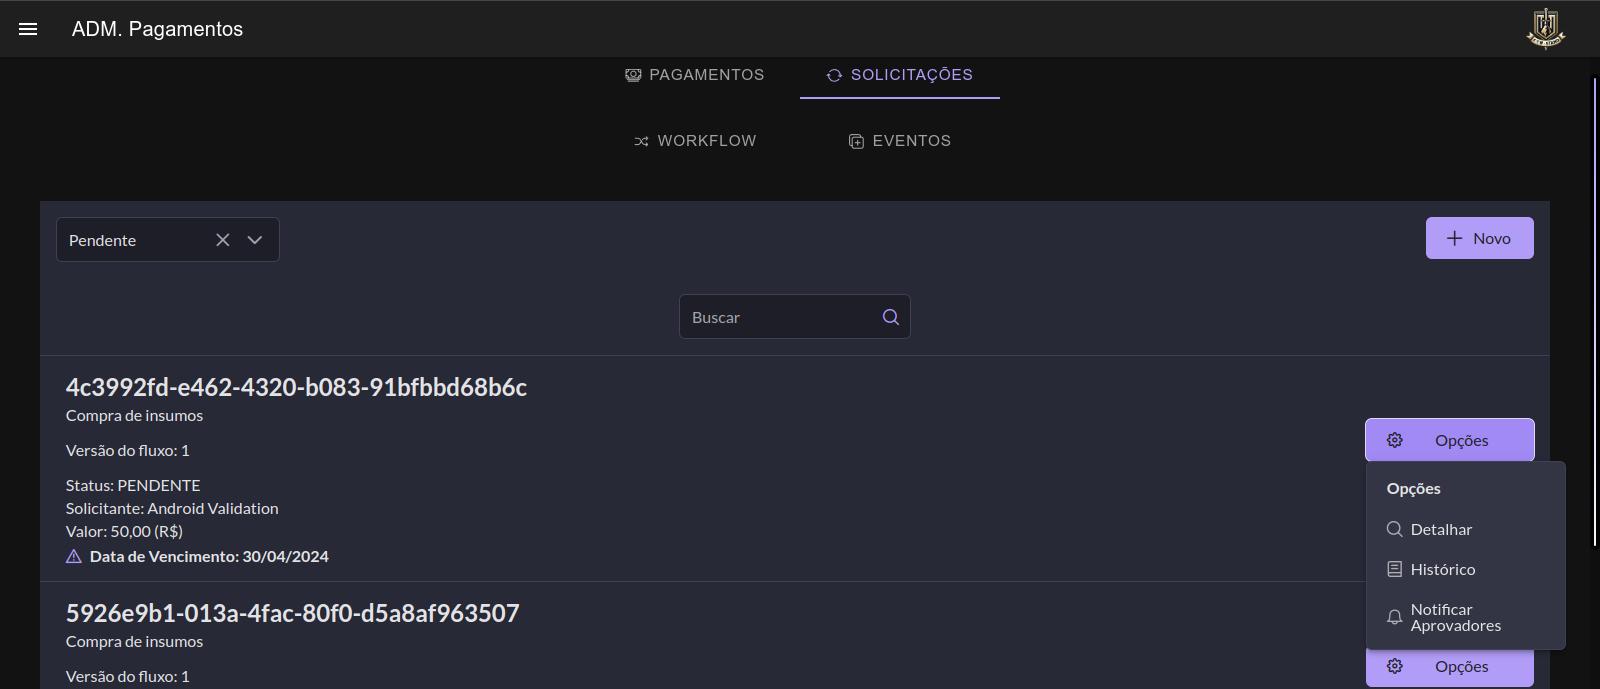 ADM. Pagamentos
PAGAMENTOS
SOLICITAÇÕES
WORKFLOW
EVENTOS
Pendente
Novo
Buscar
4c3992fd-e462-4320-b083-91bfbbd68b6c
Compra de insumos
Versão do fluxo: 1
Status: PENDENTE
Solicitante: Android Validation
Valor: 50,00 (R$)
Data de Vencimento: 30/04/2024
Opções
Opções
Detalhar
Histórico
Notificar
Aprovadores
5926e9b1-013a-4fac-80f0-d5a8af963507
Compra de insumos
Versão do fluxo: 1
Opções